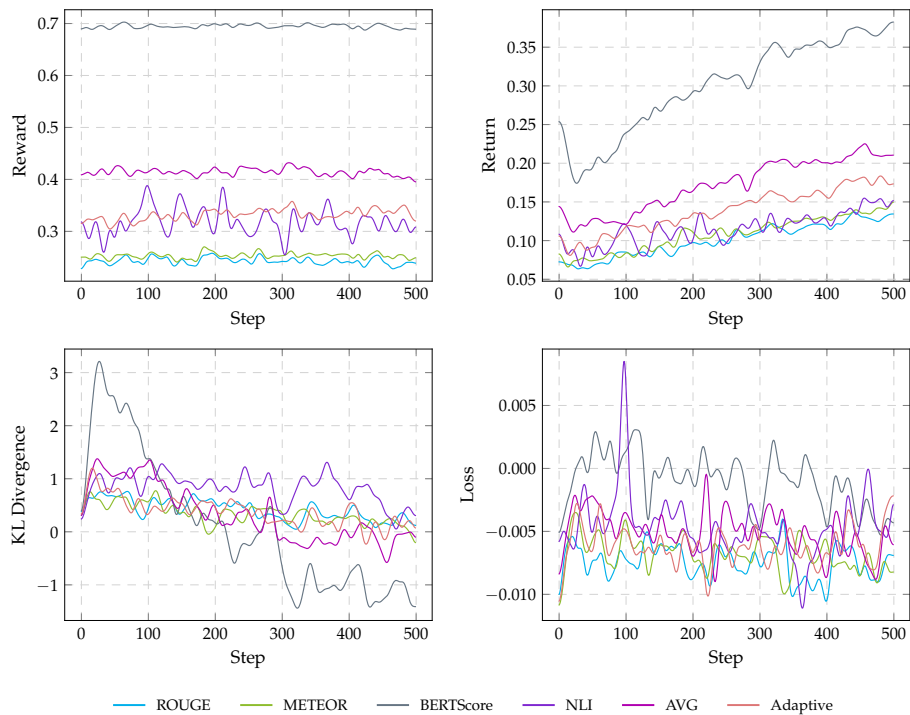 0.7
0.6
0.5
0.4
0.3
Reward
0 100 200 300 400 500
Step
0.35
0.30
0.25
0.20
0.15
0.10
0.05
Return
0 100 200 300 400 500
Step
3
2
1
0
−1
KL Divergence
0 100 200 300 400 500
Step
0.005
0.000
−0.005
−0.010
Loss
0 100 200 300 400 500
Step
ROUGE METEOR BERTScore NLI AVG Adaptive